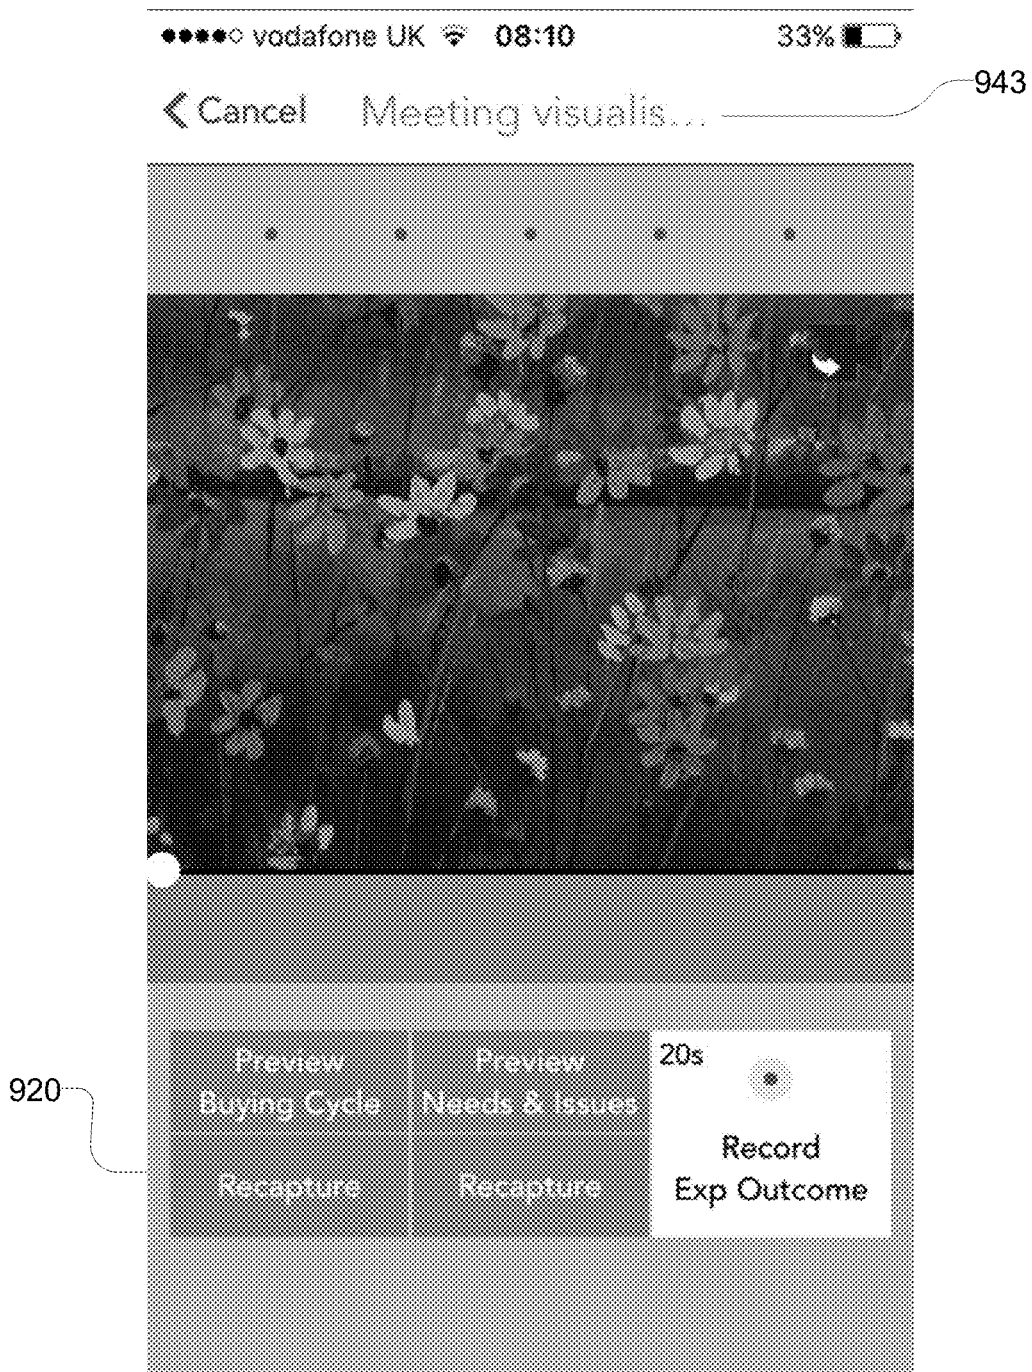 vodafone UK 08:10 33%
943
Cancel Meeting visualis...
Preview Preview 20s
Buying Cycle Needs & Issues
920
Record
Recapture Recapture
Exp Outcome